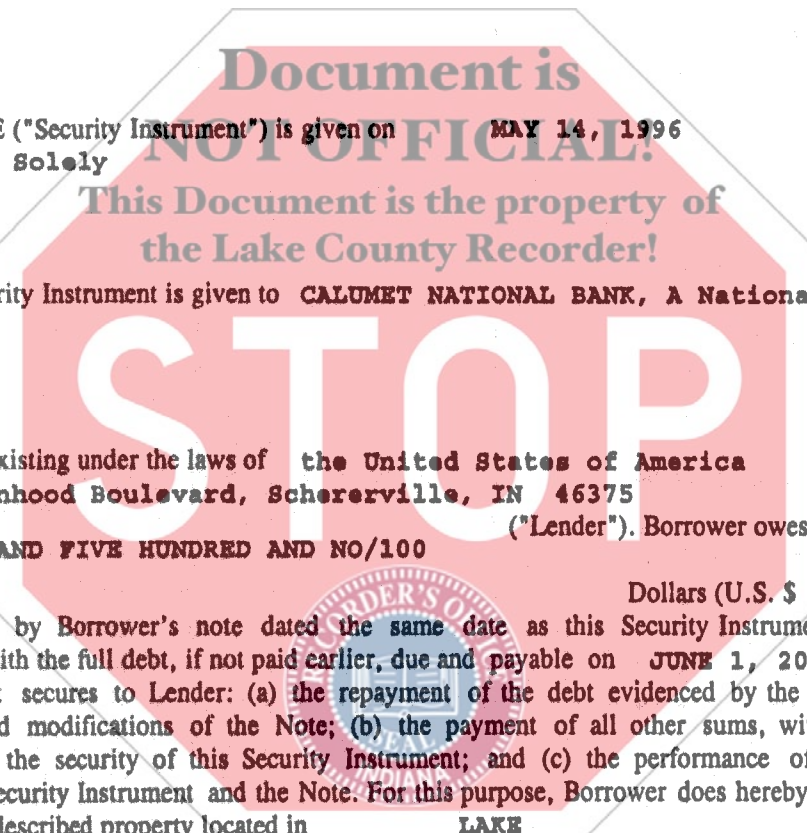 Document is
E ("Security Instrument") is given on MAY 14, 1996
NOT OFFICIAL!
Solely
This Document is the property of
the Lake County Recorder!
rity Instrument is given to CALUMET NATIONAL BANK, A Nationa
STOP
xisting under the laws of the United States of America
nhood Boulevard, Schererville, IN 46375
("Lender"). Borrower owes
AND FIVE HUNDRED AND NO/100
Dollars (U.S. $
by Borrower's note dated the same date as this Security Instrume
ith the full debt, if not paid earlier, due and payable on JUNE 1, 20
secures to Lender: (a) the repayment of the debt evidenced by the
d modifications of the Note; (b) the payment of all other sums, wi
the security of this Security Instrument; and (c) the performance of
ecurity Instrument and the Note. For this purpose, Borrower does hereby
described property located in LAKE
RECORDER'S OFFICE
SEAL
INDIANA